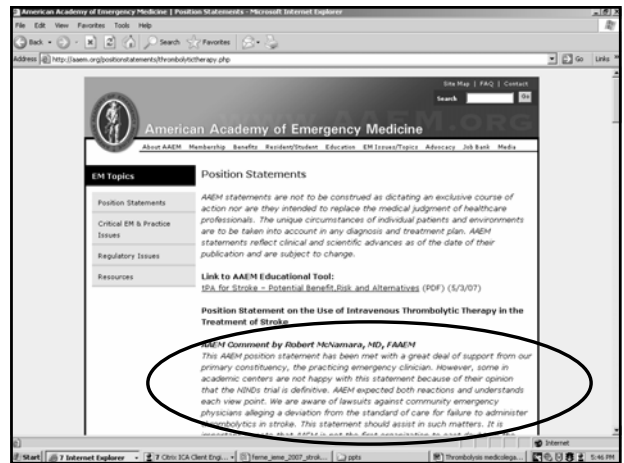 American Academy of Emergency Medicine | Position Statements - Microsoft Internet Explorer
File Edit View Favorites Tools Help
Back Search Favorites
Address http://aaem.org/positionstatements/thrombolytictherapy.php Go Links
Site Map | FAQ | Contact
Search Go
WWW.AAEM.ORG
American Academy of Emergency Medicine
About AAEM Membership Benefits Resident/Student Education EM Issues/Topics Advocacy Job Bank Media
EM Topics
Position Statements
Critical EM & Practice
Issues
Regulatory Issues
Resources
Position Statements
AAEM statements are not to be construed as dictating an exclusive course of
action nor are they intended to replace the medical judgment of healthcare
professionals. The unique circumstances of individual patients and environments
are to be taken into account in any diagnosis and treatment plan. AAEM
statements reflect clinical and scientific advances as of the date of their
publication and are subject to change.
Link to AAEM Educational Tool:
tPA for Stroke – Potential Benefit,Risk and Alternatives (PDF) (5/3/07)
Position Statement on the Use of Intravenous Thrombolytic Therapy in the
Treatment of Stroke
AAEM Comment by Robert McNamara, MD, FAAEM
This AAEM position statement has been met with a great deal of support from our
primary constituency, the practicing emergency clinician. However, some in
academic centers are not happy with this statement because of their opinion
that the NINDs trial is definitive. AAEM expected both reactions and understands
each view point. We are aware of lawsuits against community emergency
physicians alleging a deviation from the standard of care for failure to administer
thrombolytics in stroke. This statement should assist in such matters. It is
Internet
Start 7 Internet Explorer 7 Citrix ICA Client Engi... ferne_ieme_2007_strok... ppts Thrombolysis medicolega... 5:46 PM